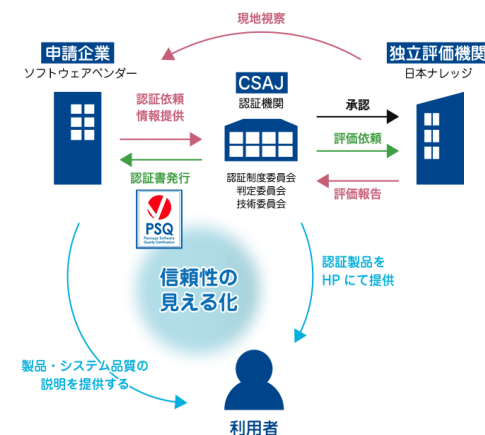 現地視察
申請企業
ソフトウェアベンダー
独立評価機関
日本ナレッジ
CSAJ
認証機関
認証依頼
情報提供
承認
評価依頼
認証書発行
評価報告
認証制度委員会
判定委員会
技術委員会
PSQ
Package Software
Quality Certification
信頼性の
見える化
認証製品を
HPにて提供
製品・システム品質の
説明を提供する
利用者